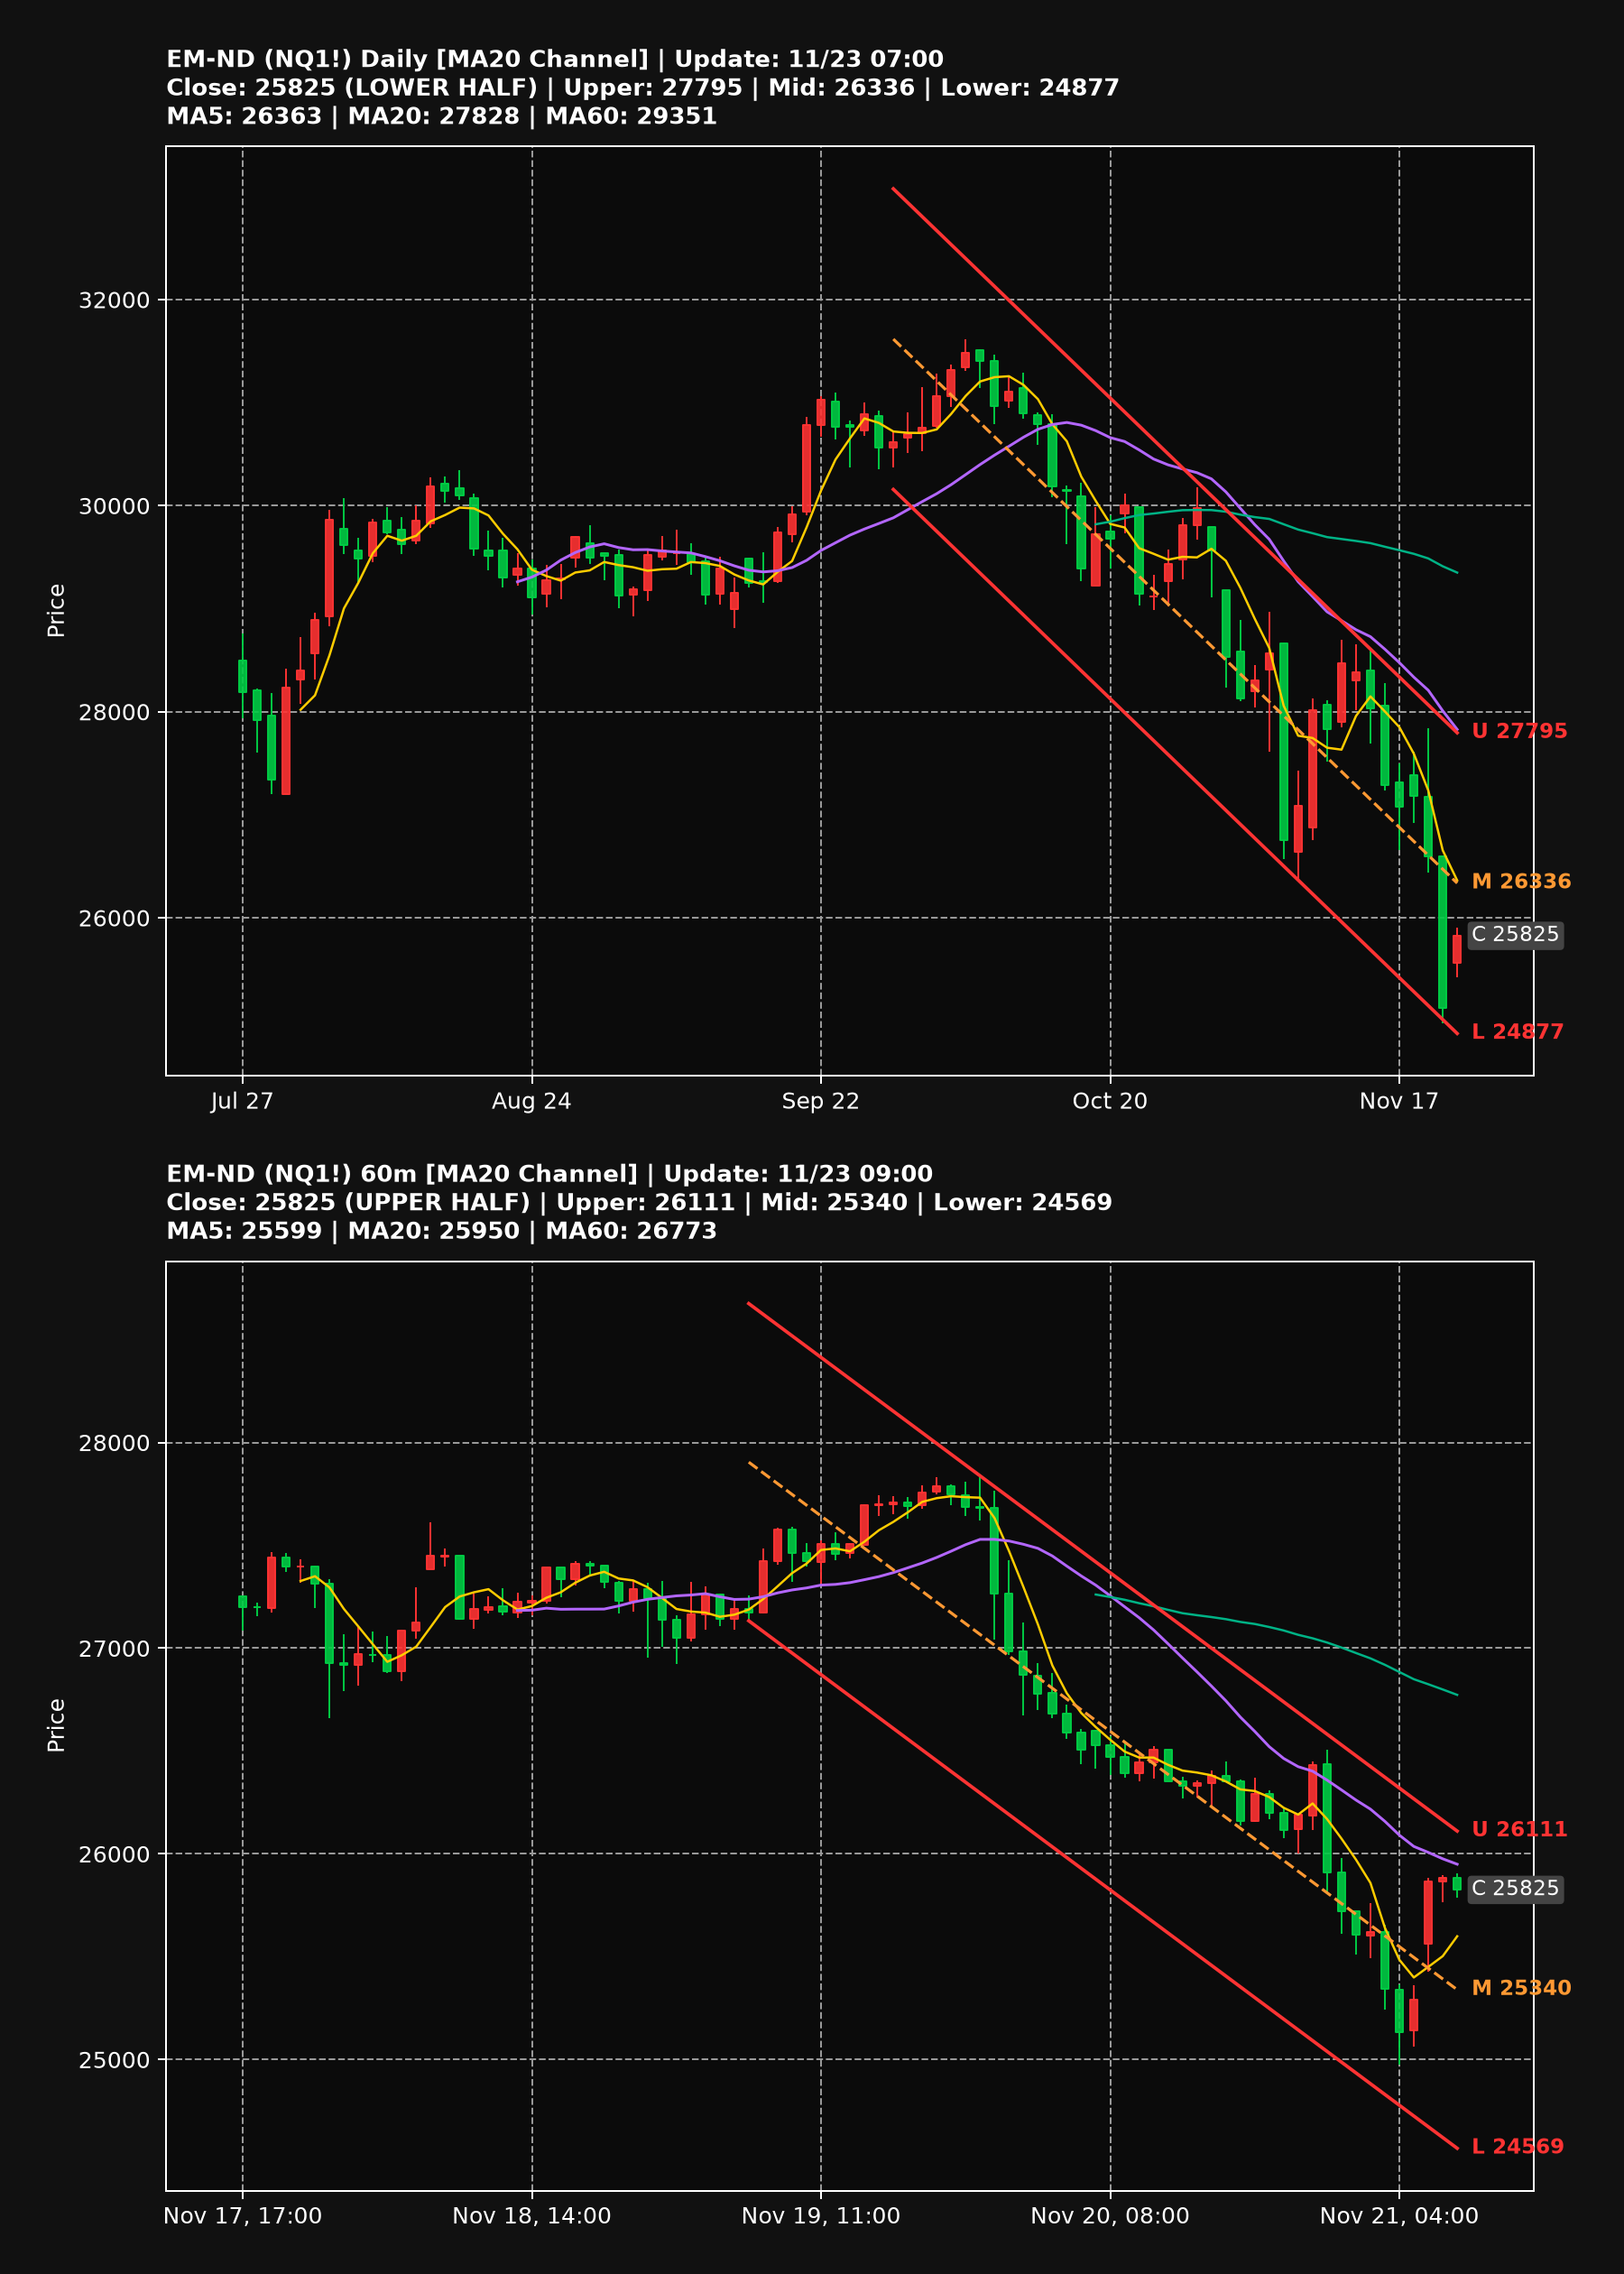 EM-ND (NQ1!) Daily [MA20 Channel] | Update: 11/23 07:00
Close: 25825 (LOWER HALF) | Upper: 27795 | Mid: 26336 | Lower: 24877
MA5: 26363 | MA20: 27828 | MA60: 29351
Price
32000
30000
28000
26000
U 27795
M 26336
C 25825
L 24877
Jul 27
Aug 24
Sep 22
Oct 20
Nov 17
EM-ND (NQ1!) 60m [MA20 Channel] | Update: 11/23 09:00
Close: 25825 (UPPER HALF) | Upper: 26111 | Mid: 25340 | Lower: 24569
MA5: 25599 | MA20: 25950 | MA60: 26773
Price
28000
27000
26000
25000
U 26111
C 25825
M 25340
L 24569
Nov 17, 17:00
Nov 18, 14:00
Nov 19, 11:00
Nov 20, 08:00
Nov 21, 04:00